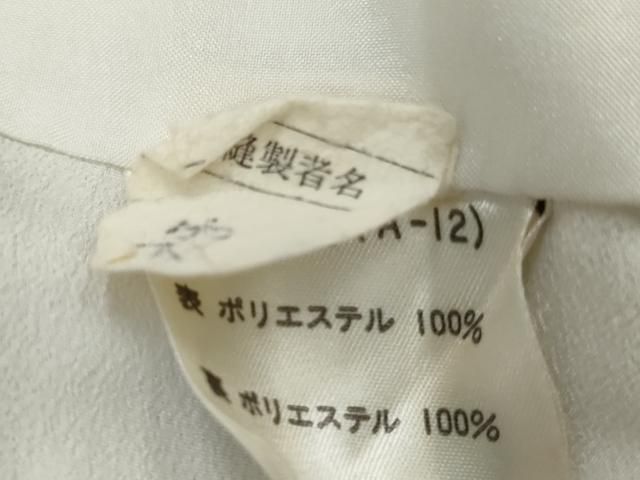 縫製者名
A-12)
表 ポリエステル 100%
裏 ポリエステル 100%